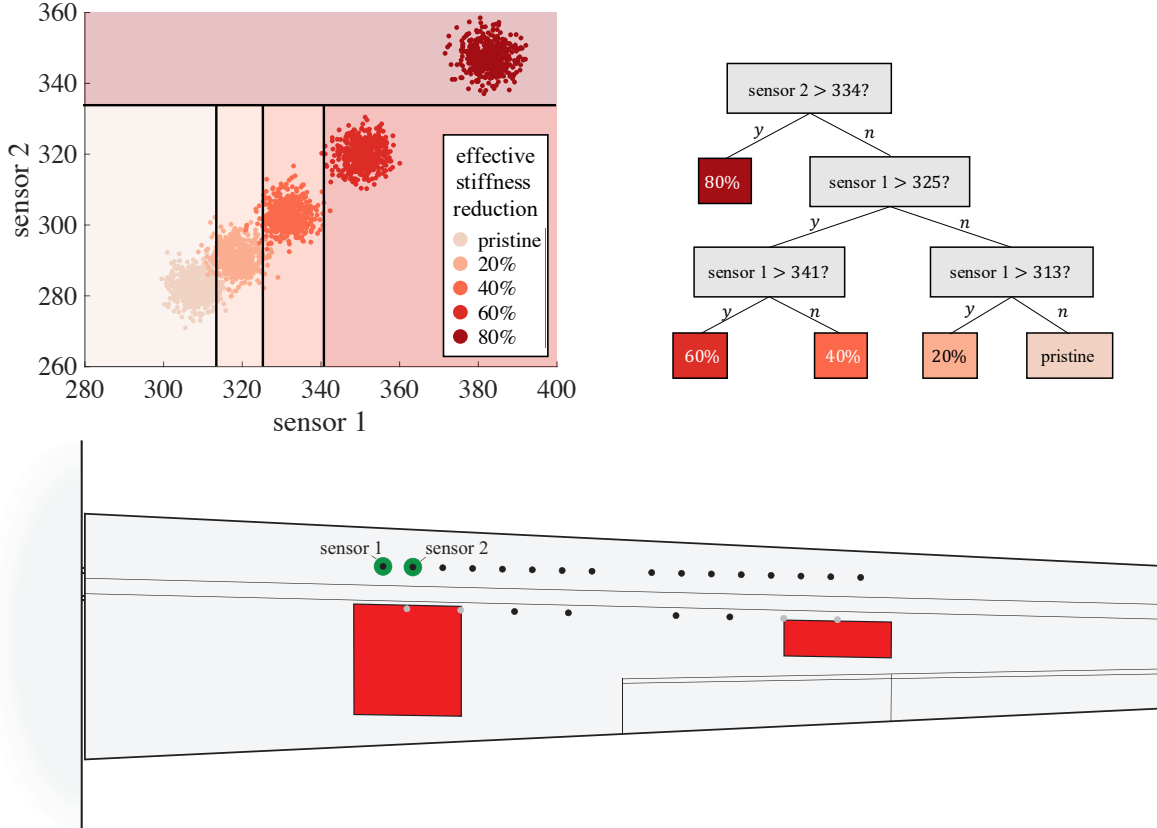 360
340
320
300
280
260
sensor 2
280
300
320
340
360
380
400
sensor 1
effective
stiffness
reduction
pristine
20%
40%
60%
80%
sensor 2 > 334?
y
n
80%
sensor 1 > 325?
y
n
sensor 1 > 341?
sensor 1 > 313?
y
n
y
n
60%
40%
20%
pristine
sensor 1
sensor 2